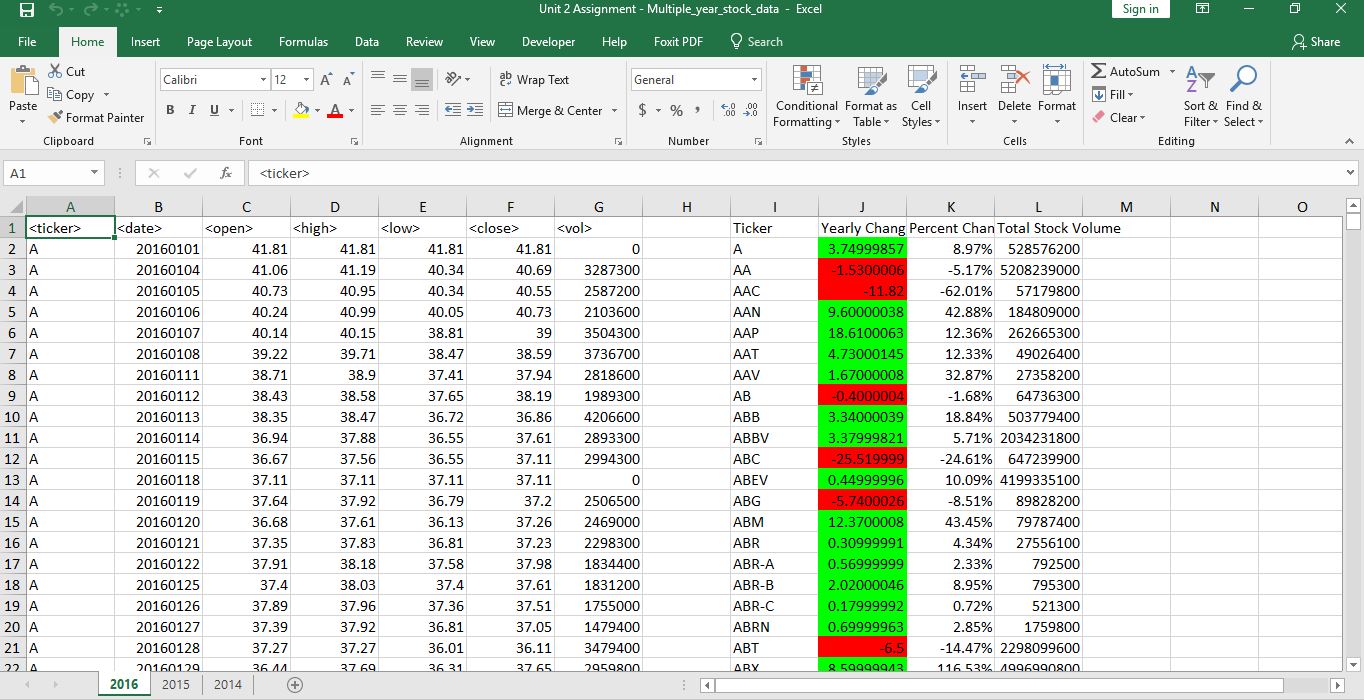 Unit 2 Assignment - Multiple_year_stock_data - Excel Sign in
File Home Insert Page Layout Formulas Data Review View Developer Help Foxit PDF Search Share
Paste Cut Copy Format Painter
Calibri 12
B I U A
ab Wrap Text
Merge & Center
General
$ % ,
Conditional Formatting Format as Table Cell Styles
Insert Delete Format
AutoSum Fill Clear
Sort & Filter Find & Select
Clipboard Font Alignment Number Styles Cells Editing
A1 fx <ticker>
A B C D E F G H I J K L M N O
1 <ticker> <date> <open> <high> <low> <close> <vol> Ticker Yearly Chang Percent Chan Total Stock Volume
2 A 20160101 41.81 41.81 41.81 41.81 0 A 3.74999857 8.97% 528576200
3 A 20160104 41.06 41.19 40.34 40.69 3287300 AA -1.5300006 -5.17% 5208239000
4 A 20160105 40.73 40.95 40.34 40.55 2587200 AAC -11.82 -62.01% 57179800
5 A 20160106 40.24 40.99 40.05 40.73 2103600 AAN 9.60000038 42.88% 184809000
6 A 20160107 40.14 40.15 38.81 39 3504300 AAP 18.6100063 12.36% 262665300
7 A 20160108 39.22 39.71 38.47 38.59 3736700 AAT 4.73000145 12.33% 49026400
8 A 20160111 38.71 38.9 37.41 37.94 2818600 AAV 1.67000008 32.87% 27358200
9 A 20160112 38.43 38.58 37.65 38.19 1989300 AB -0.4000004 -1.68% 64736300
10 A 20160113 38.35 38.47 36.72 36.86 4206600 ABB 3.34000039 18.84% 503779400
11 A 20160114 36.94 37.88 36.55 37.61 2893300 ABBV 3.37999821 5.71% 2034231800
12 A 20160115 36.67 37.56 36.55 37.11 2994300 ABC -25.519999 -24.61% 647239900
13 A 20160118 37.11 37.11 37.11 37.11 0 ABEV 0.44999996 10.09% 4199335100
14 A 20160119 37.64 37.92 36.79 37.2 2506500 ABG -5.7400026 -8.51% 89828200
15 A 20160120 36.68 37.61 36.13 37.26 2469000 ABM 12.3700008 43.45% 79787400
16 A 20160121 37.35 37.83 36.81 37.23 2298300 ABR 0.30999991 4.34% 27556100
17 A 20160122 37.91 38.18 37.58 37.98 1834400 ABR-A 0.56999999 2.33% 792500
18 A 20160125 37.4 38.03 37.4 37.61 1831200 ABR-B 2.02000046 8.95% 795300
19 A 20160126 37.89 37.96 37.36 37.51 1755000 ABR-C 0.17999992 0.72% 521300
20 A 20160127 37.39 37.92 36.81 37.05 1479400 ABRN 0.69999963 2.85% 1759800
21 A 20160128 37.27 37.27 36.01 36.11 3479400 ABT -6.5 -14.47% 2298099600
22 A 20160129 36.44 37.69 36.31 37.65 2959800 ABX 8.59999943 116.53% 4996990800
2016 2015 2014